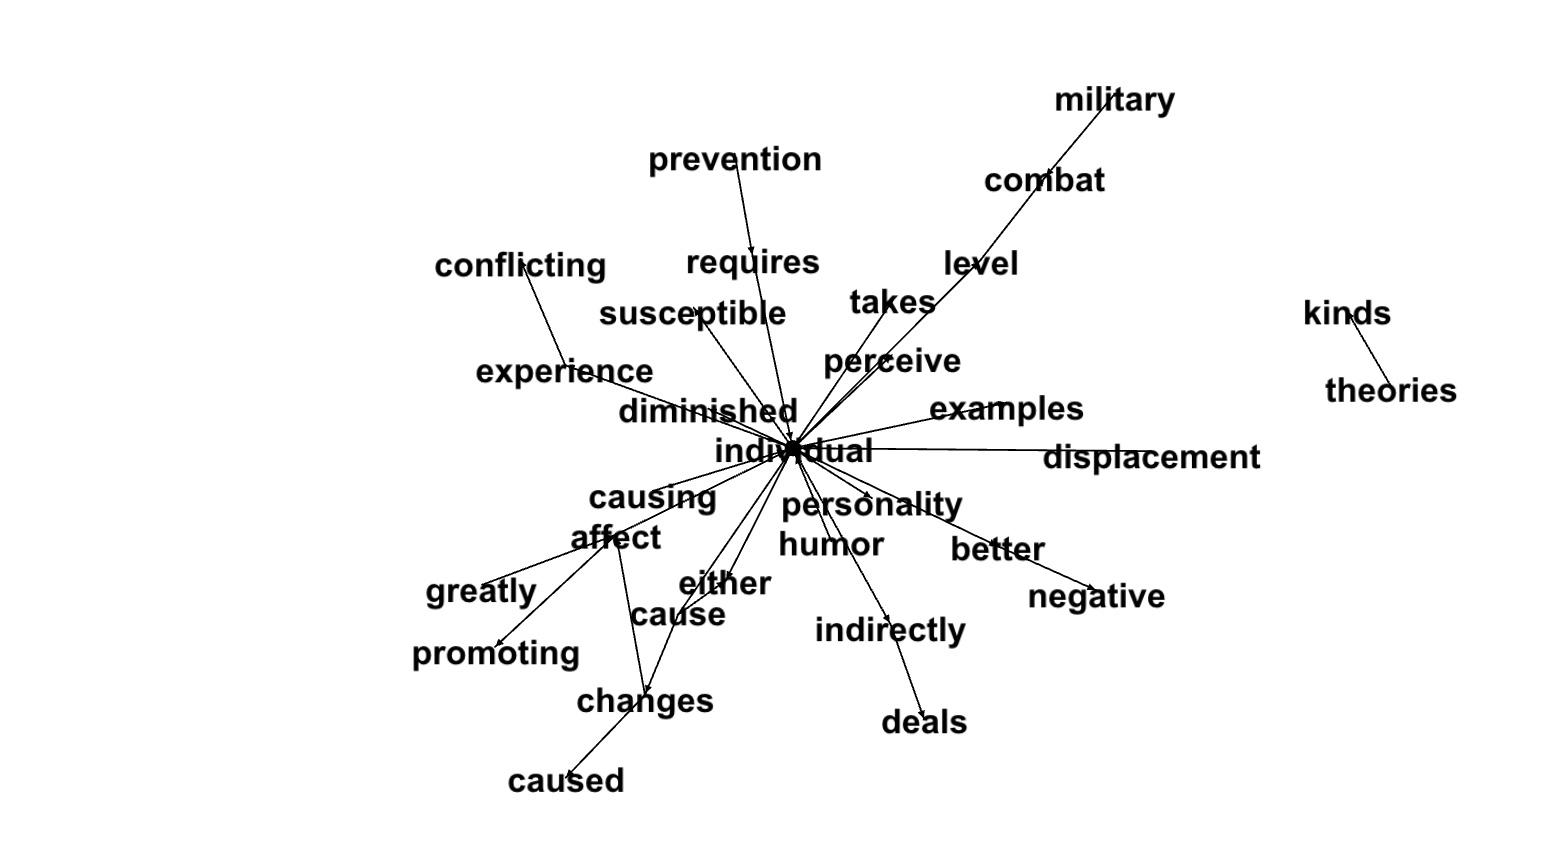 military
prevention
combat
conflicting
requires
level
takes
susceptible
kinds
perceive
experience
theories
diminished
examples
individual
displacement
causing
personality
affect
humor
better
either
greatly
negative
cause
indirectly
promoting
changes
deals
caused